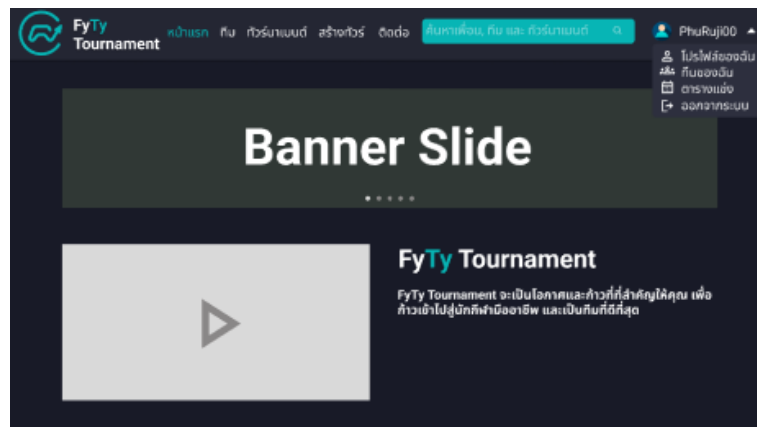 FyTy
Tournament
หน้าแรก ทีม ทัวร์นาเมนต์ สร้างทัวร์ ติดต่อ
ค้นหาเพื่อน, ทีม และ ทัวร์นาเมนต์
PhuRuji00
โปรไฟล์ของฉัน
ทีมของฉัน
ตารางแข่ง
ออกจากระบบ
Banner Slide
FyTy Tournament
FyTy Tournament จะเป็นโอกาศและก้าวที่ที่สำคัญให้คุณ เพื่อ
ก้าวเข้าไปสู่นักกีฬามืออาชีพ และเป็นทีมที่ดีที่สุด